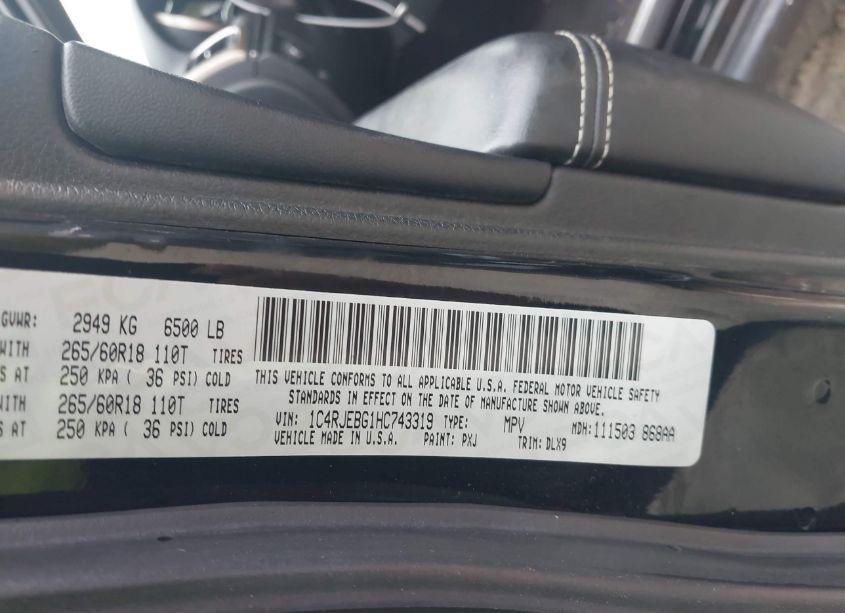 GVWR: 2949 KG 6500 LB
WITH 265/60R18 110T TIRES
S AT 250 KPA ( 36 PSI) COLD
WITH 265/60R18 110T TIRES
S AT 250 KPA ( 36 PSI) COLD
THIS VEHICLE CONFORMS TO ALL APPLICABLE U.S.A. FEDERAL MOTOR VEHICLE SAFETY
STANDARDS IN EFFECT ON THE DATE OF MANUFACTURE SHOWN ABOVE.
VIN: 1C4RJEBG1HC743319 TYPE: MPV MDH: 111503 868AA
VEHICLE MADE IN U.S.A. PAINT: PXJ TRIM: DLX9